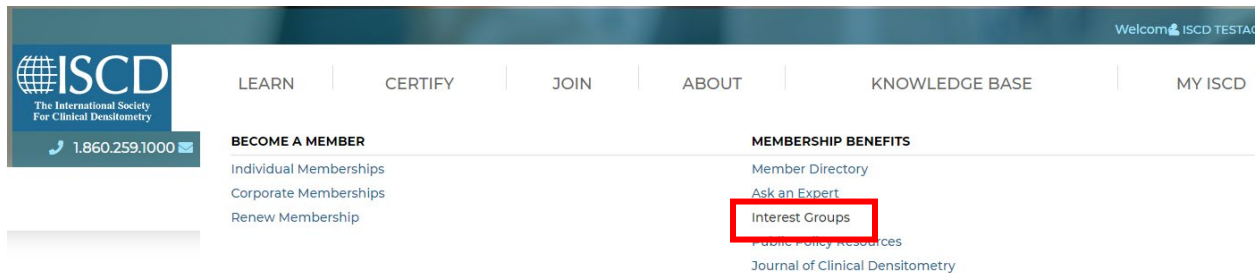 Welcom ISCD TESTAC
ISCD
The International Society
For Clinical Densitometry
1.860.259.1000
LEARN CERTIFY JOIN ABOUT KNOWLEDGE BASE MY ISCD
BECOME A MEMBER
Individual Memberships
Corporate Memberships
Renew Membership
MEMBERSHIP BENEFITS
Member Directory
Ask an Expert
Interest Groups
Public Policy Resources
Journal of Clinical Densitometry